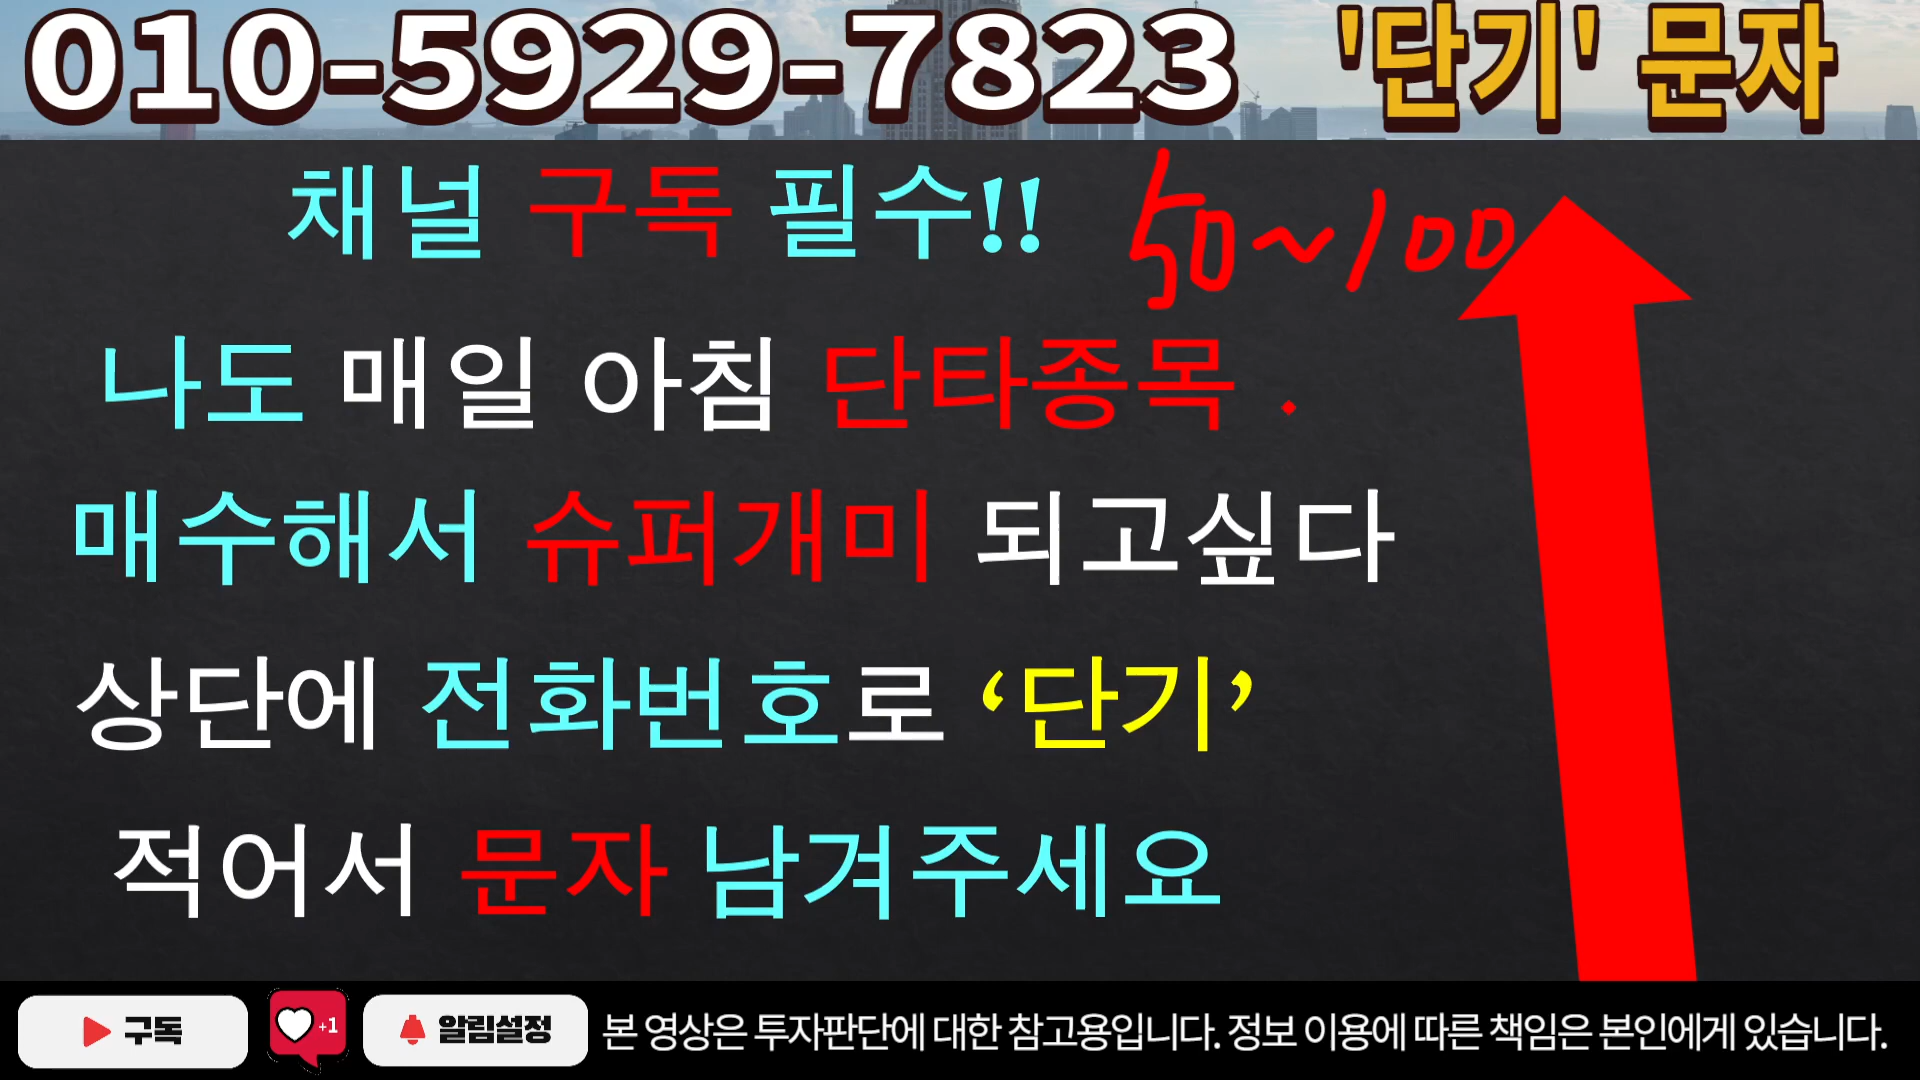 010-5929-7823 '단기' 문자
채널 구독 필수!! 50~100
나도 매일 아침 단타종목 .
매수해서 슈퍼개미 되고싶다
상단에 전화번호로 ‘단기’
적어서 문자 남겨주세요
구독 +1 알림설정 본 영상은 투자판단에 대한 참고용입니다. 정보 이용에 따른 책임은 본인에게 있습니다.